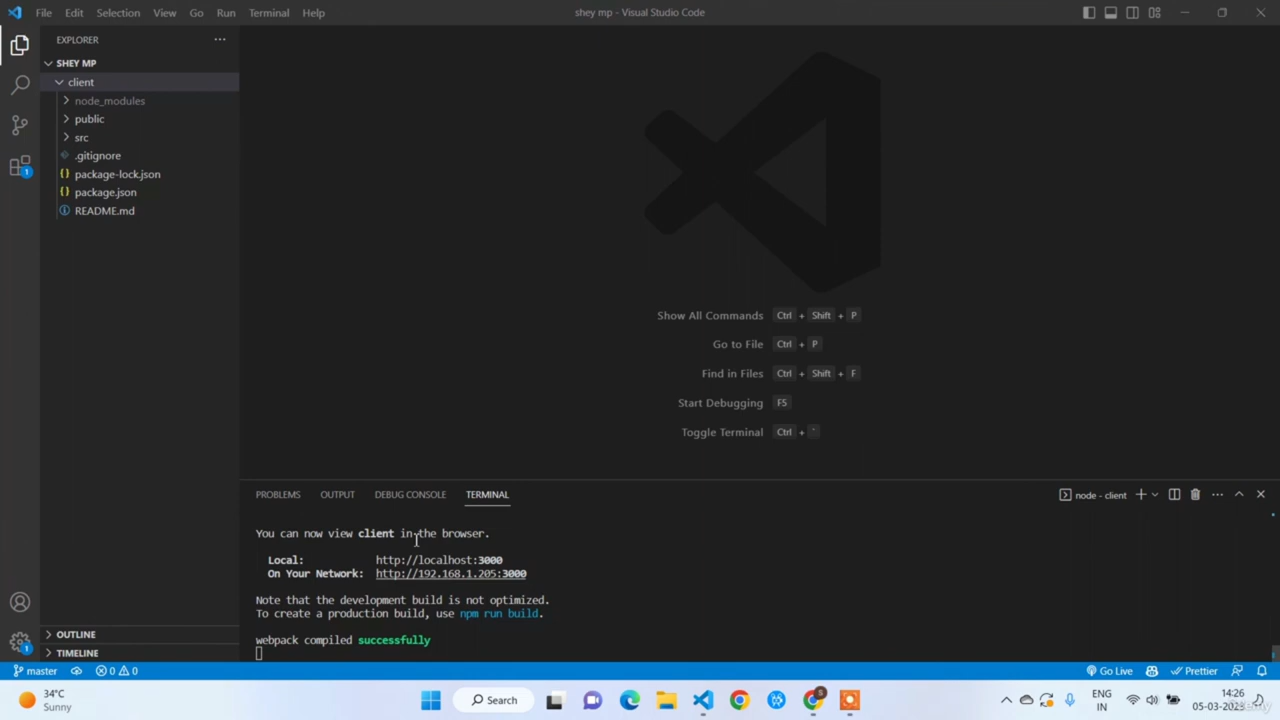 File Edit Selection View Go Run Terminal Help
shey mp - Visual Studio Code
EXPLORER
SHEY MP
client
node_modules
public
src
.gitignore
package-lock.json
package.json
README.md
OUTLINE
TIMELINE
Show All Commands Ctrl + Shift + P
Go to File Ctrl + P
Find in Files Ctrl + Shift + F
Start Debugging F5
Toggle Terminal Ctrl + `
PROBLEMS OUTPUT DEBUG CONSOLE TERMINAL
node - client
You can now view client in the browser.
Local: http://localhost:3000
On Your Network: http://192.168.1.205:3000
Note that the development build is not optimized.
To create a production build, use npm run build.
webpack compiled successfully
master 0 0
Go Live Prettier
34°C
Sunny
Search
ENG
IN
14:26
05-03-2023